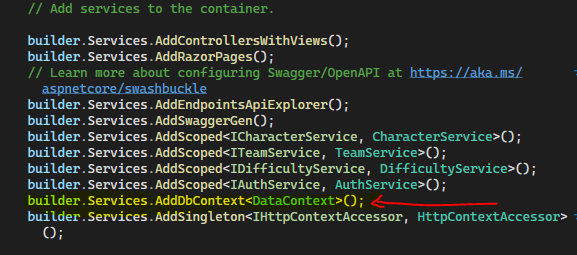 // Add services to the container.
builder.Services.AddControllersWithViews();
builder.Services.AddRazorPages();
// Learn more about configuring Swagger/OpenAPI at https://aka.ms/
aspnetcore/swashbuckle
builder.Services.AddEndpointsApiExplorer();
builder.Services.AddSwaggerGen();
builder.Services.AddScoped<ICharacterService, CharacterService>();
builder.Services.AddScoped<ITeamService, TeamService>();
builder.Services.AddScoped<IDifficultyService, DifficultyService>();
builder.Services.AddScoped<IAuthService, AuthService>();
builder.Services.AddDbContext<DataContext>();
builder.Services.AddSingleton<IHttpContextAccessor, HttpContextAccessor>
();